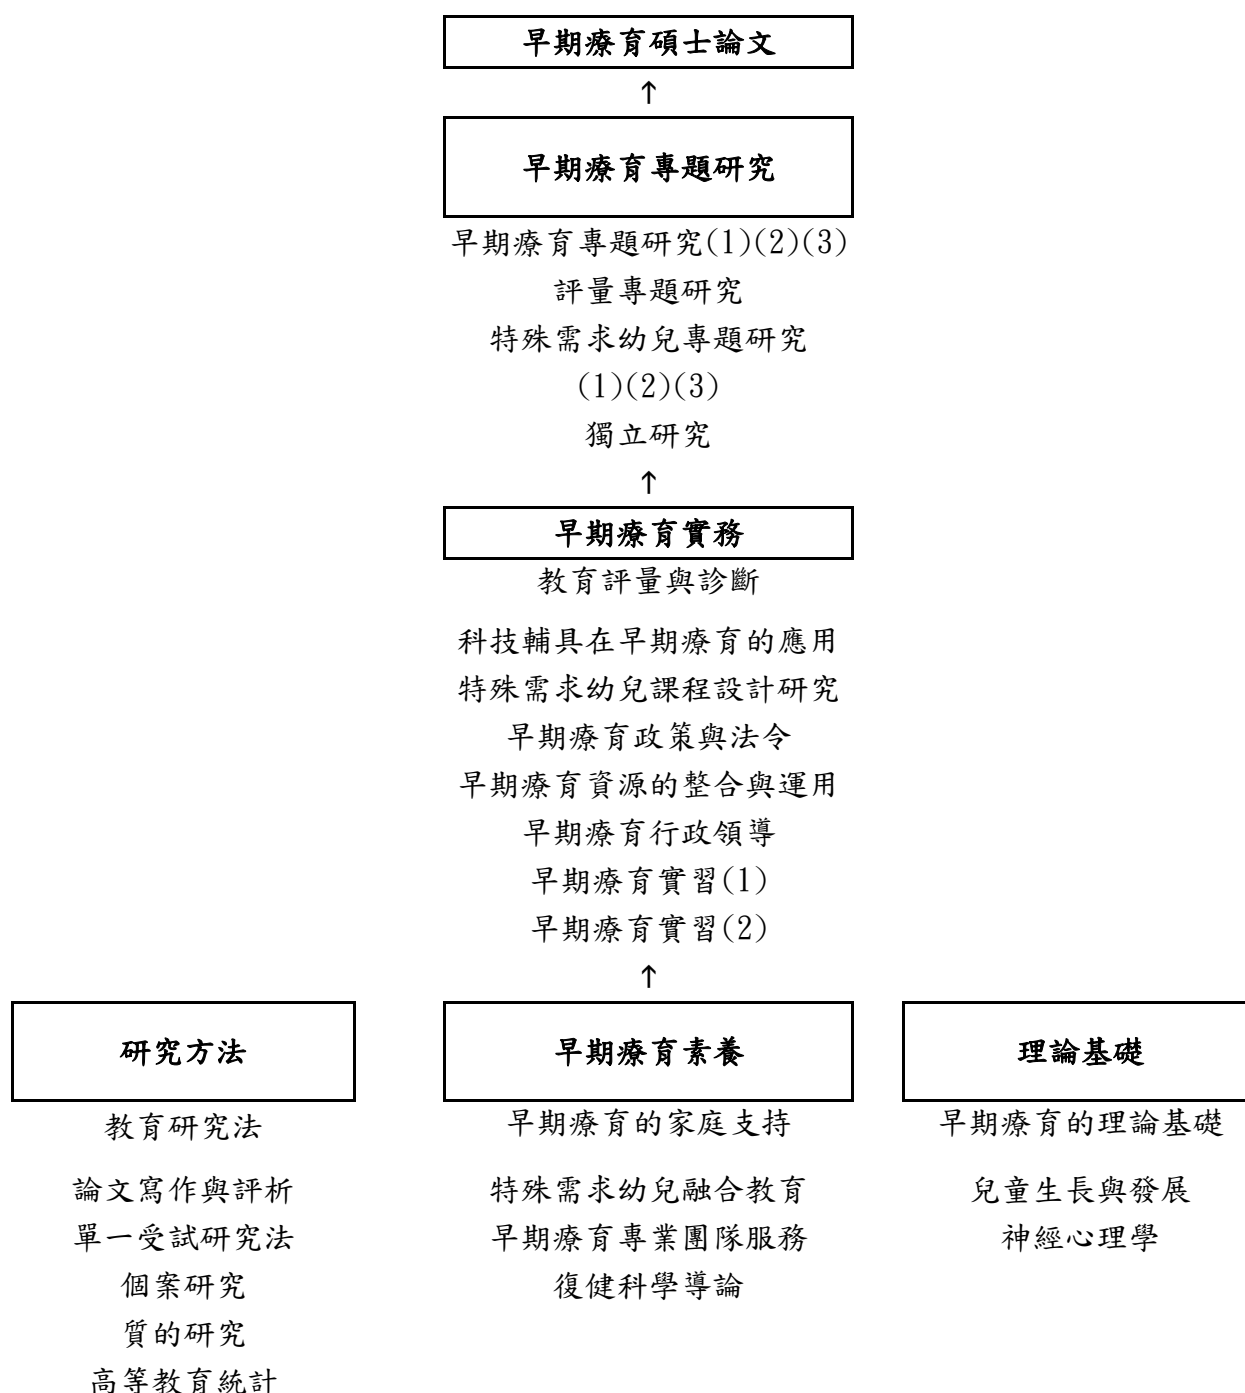 早期療育碩士論文
↑
早期療育專題研究
早期療育專題研究(1)(2)(3)
評量專題研究
特殊需求幼兒專題研究
(1)(2)(3)
獨立研究
↑
早期療育實務
教育評量與診斷
科技輔具在早期療育的應用
特殊需求幼兒課程設計研究
早期療育政策與法令
早期療育資源的整合與運用
早期療育行政領導
早期療育實習(1)
早期療育實習(2)
↑
研究方法
教育研究法
論文寫作與評析
單一受試研究法
個案研究
質的研究
高等教育統計
早期療育素養
早期療育的家庭支持
特殊需求幼兒融合教育
早期療育專業團隊服務
復健科學導論
理論基礎
早期療育的理論基礎
兒童生長與發展
神經心理學